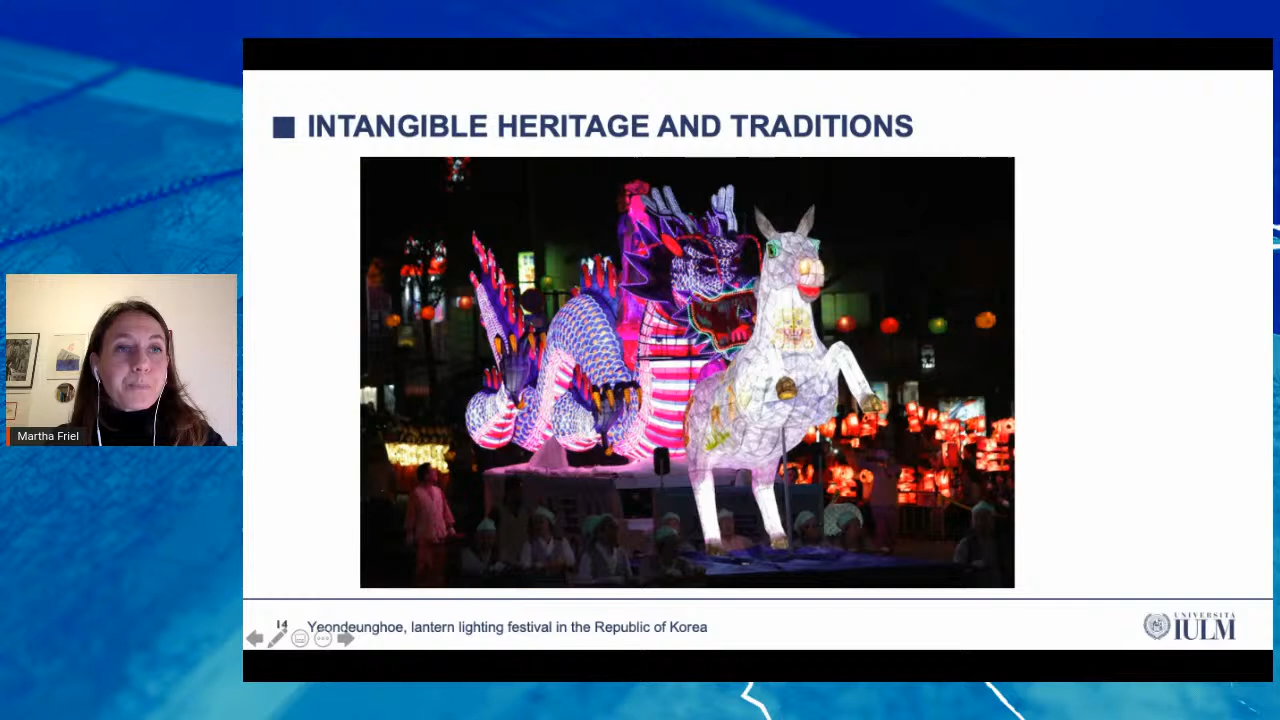 INTANGIBLE HERITAGE AND TRADITIONS
Martha Friel
14
Yeondeunghoe, lantern lighting festival in the Republic of Korea
UNIVERSITÀ
IULM